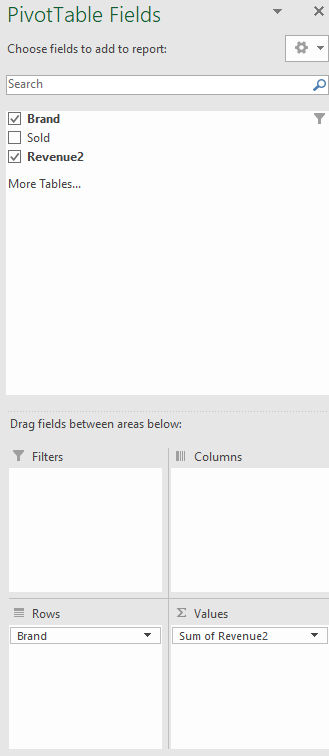 PivotTable Fields
Choose fields to add to report:
Search
Brand
Sold
Revenue2
More Tables...
Drag fields between areas below:
Filters
Columns
Rows
Values
Brand
Sum of Revenue2